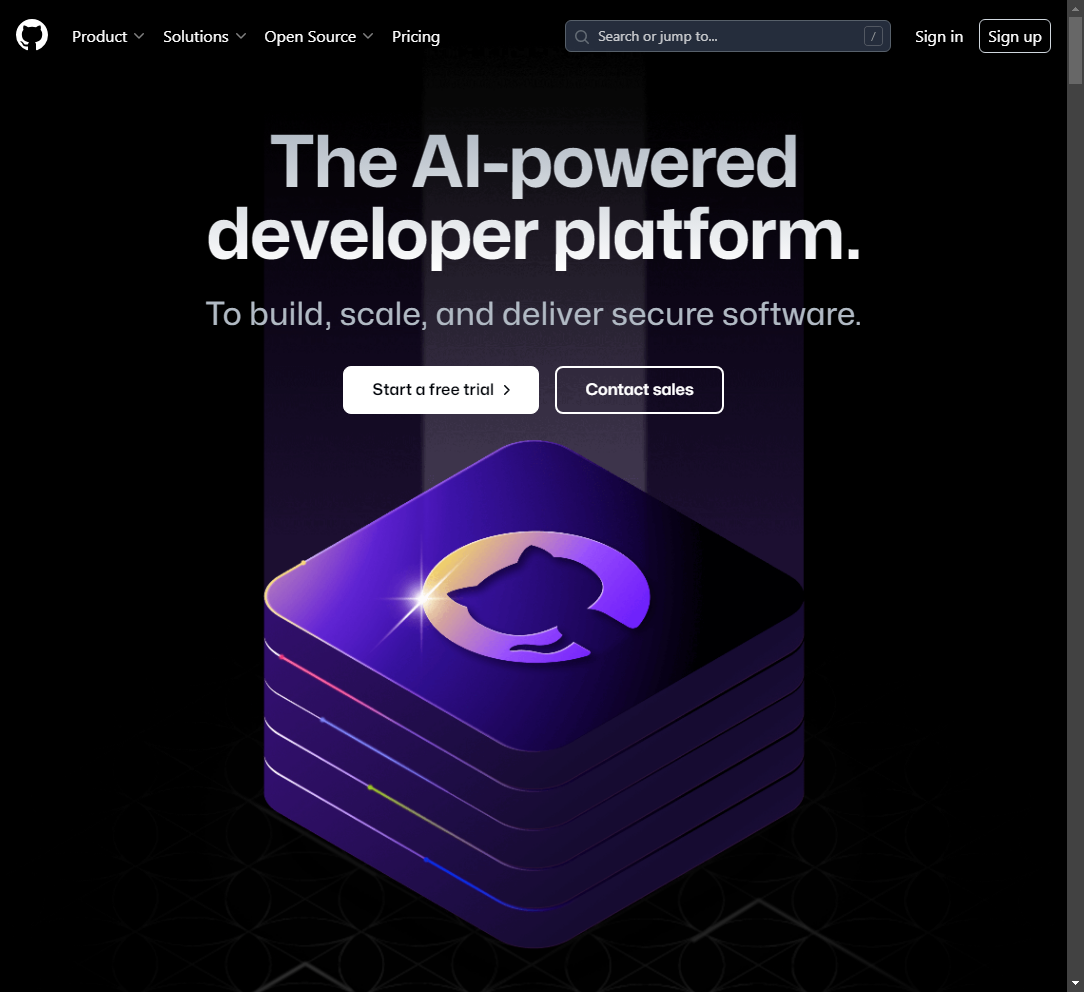 Product
Solutions
Open Source
Pricing
Search or jump to...
/
Sign in
Sign up
The AI-powered
developer platform.
To build, scale, and deliver secure software.
Start a free trial
Contact sales